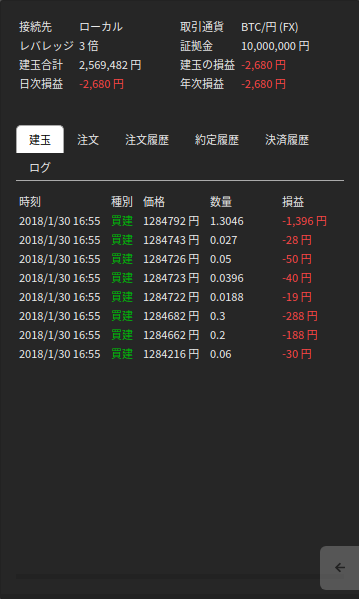 接続先 ローカル 取引通貨 BTC/円 (FX)
レバレッジ 3 倍 証拠金 10,000,000 円
建玉合計 2,569,482 円 建玉の損益 -2,680 円
日次損益 -2,680 円 年次損益 -2,680 円
建玉 注文 注文履歴 約定履歴 決済履歴
ログ
時刻 種別 価格 数量 損益
2018/1/30 16:55 買建 1284792 円 1.3046 -1,396 円
2018/1/30 16:55 買建 1284743 円 0.027 -28 円
2018/1/30 16:55 買建 1284726 円 0.05 -50 円
2018/1/30 16:55 買建 1284723 円 0.0396 -40 円
2018/1/30 16:55 買建 1284722 円 0.0188 -19 円
2018/1/30 16:55 買建 1284682 円 0.3 -288 円
2018/1/30 16:55 買建 1284662 円 0.2 -188 円
2018/1/30 16:55 買建 1284216 円 0.06 -30 円